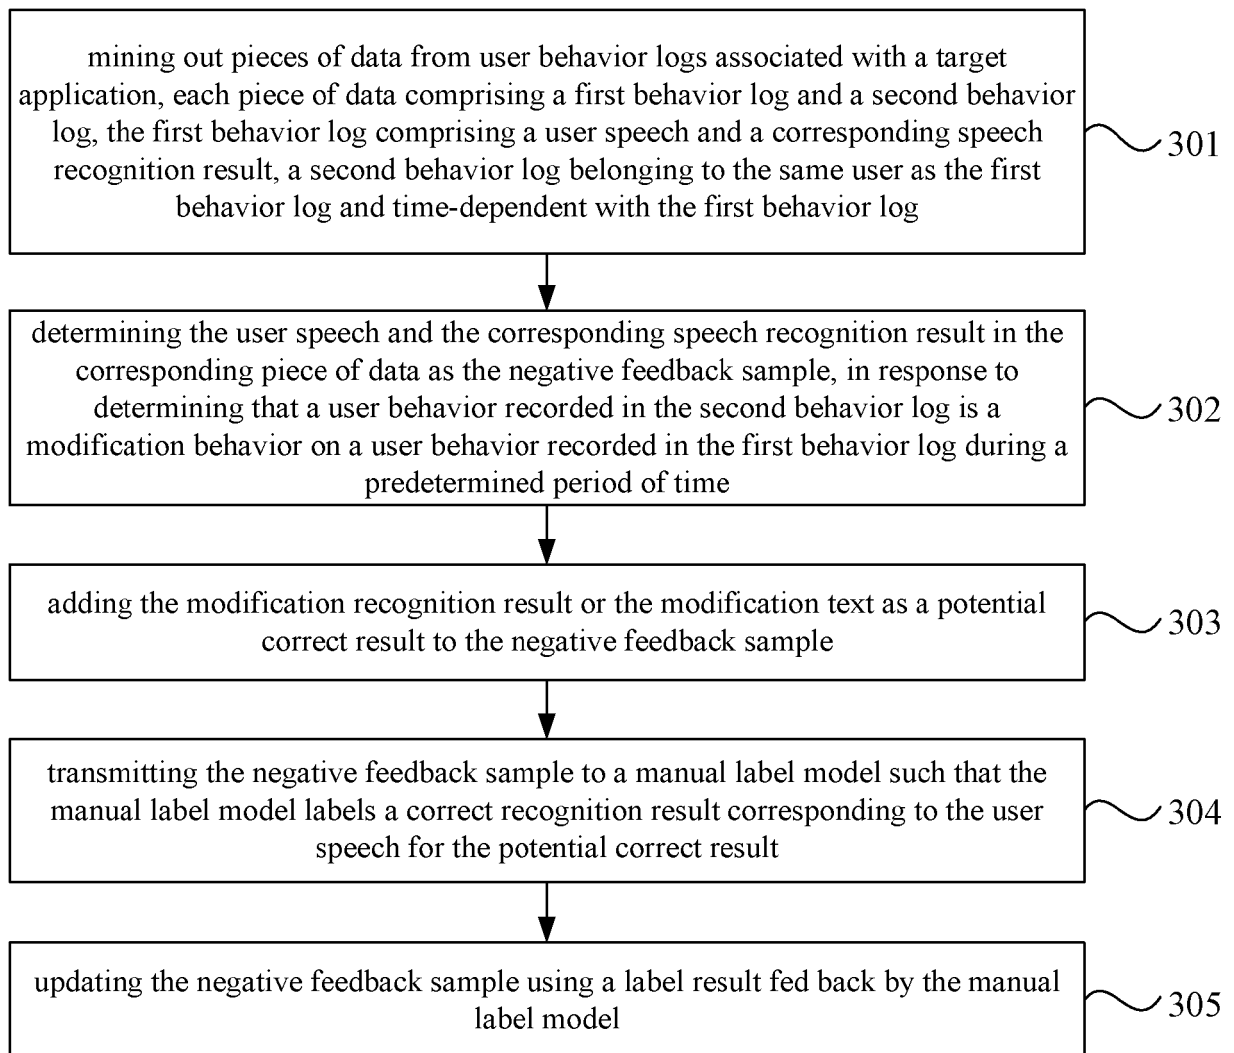 mining out pieces of data from user behavior logs associated with a target
application, each piece of data comprising a first behavior log and a second behavior
log, the first behavior log comprising a user speech and a corresponding speech
recognition result, a second behavior log belonging to the same user as the first
behavior log and time-dependent with the first behavior log
301
determining the user speech and the corresponding speech recognition result in the
corresponding piece of data as the negative feedback sample, in response to
determining that a user behavior recorded in the second behavior log is a
modification behavior on a user behavior recorded in the first behavior log during a
predetermined period of time
302
adding the modification recognition result or the modification text as a potential
correct result to the negative feedback sample
303
transmitting the negative feedback sample to a manual label model such that the
manual label model labels a correct recognition result corresponding to the user
speech for the potential correct result
304
updating the negative feedback sample using a label result fed back by the manual
label model
305